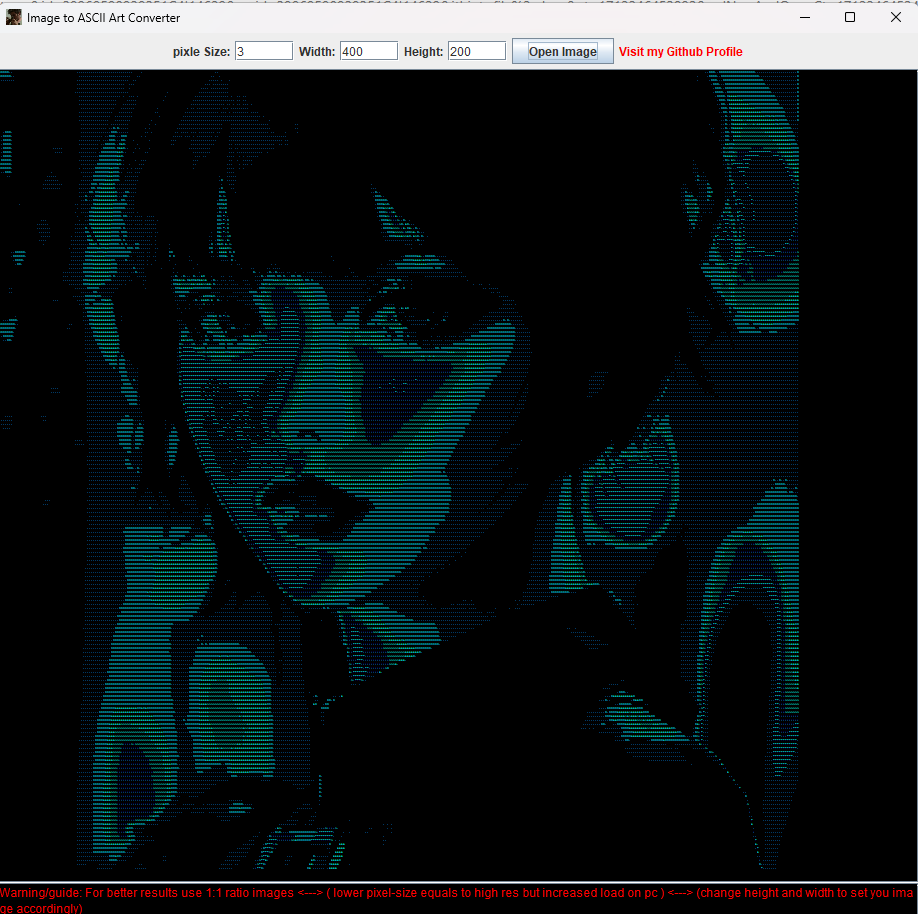 Image to ASCII Art Converter
pixle Size: 3 Width: 400 Height: 200 Open Image Visit my Github Profile
Warning/guide: For better results use 1:1 ratio images <---> ( lower pixel-size equals to high res but increased load on pc ) <---> (change height and width to set you ima
ge accordingly)